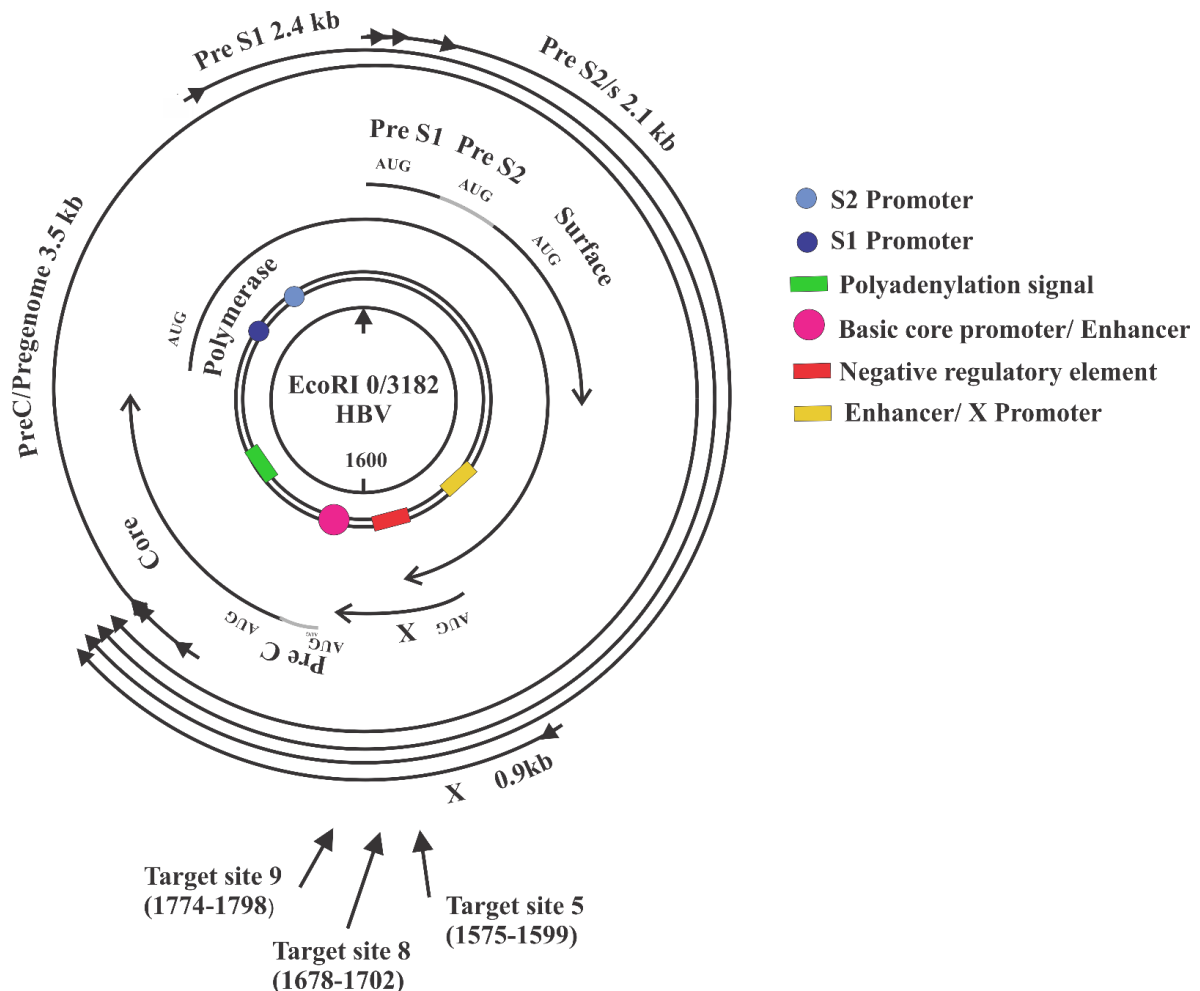 Pre S1 2.4 kb
Pre S2/s 2.1 kb
PreC/Pregenome 3.5 kb
Pre S1 Pre S2
AUG
AUG
Surface
AUG
Polymerase
AUG
EcoRI 0/3182
HBV
1600
Core
AUG
Pre C
AUG
AUG
X
AUG
X 0.9kb
Target site 9
(1774-1798)
Target site 8
(1678-1702)
Target site 5
(1575-1599)
S2 Promoter
S1 Promoter
Polyadenylation signal
Basic core promoter/ Enhancer
Negative regulatory element
Enhancer/ X Promoter